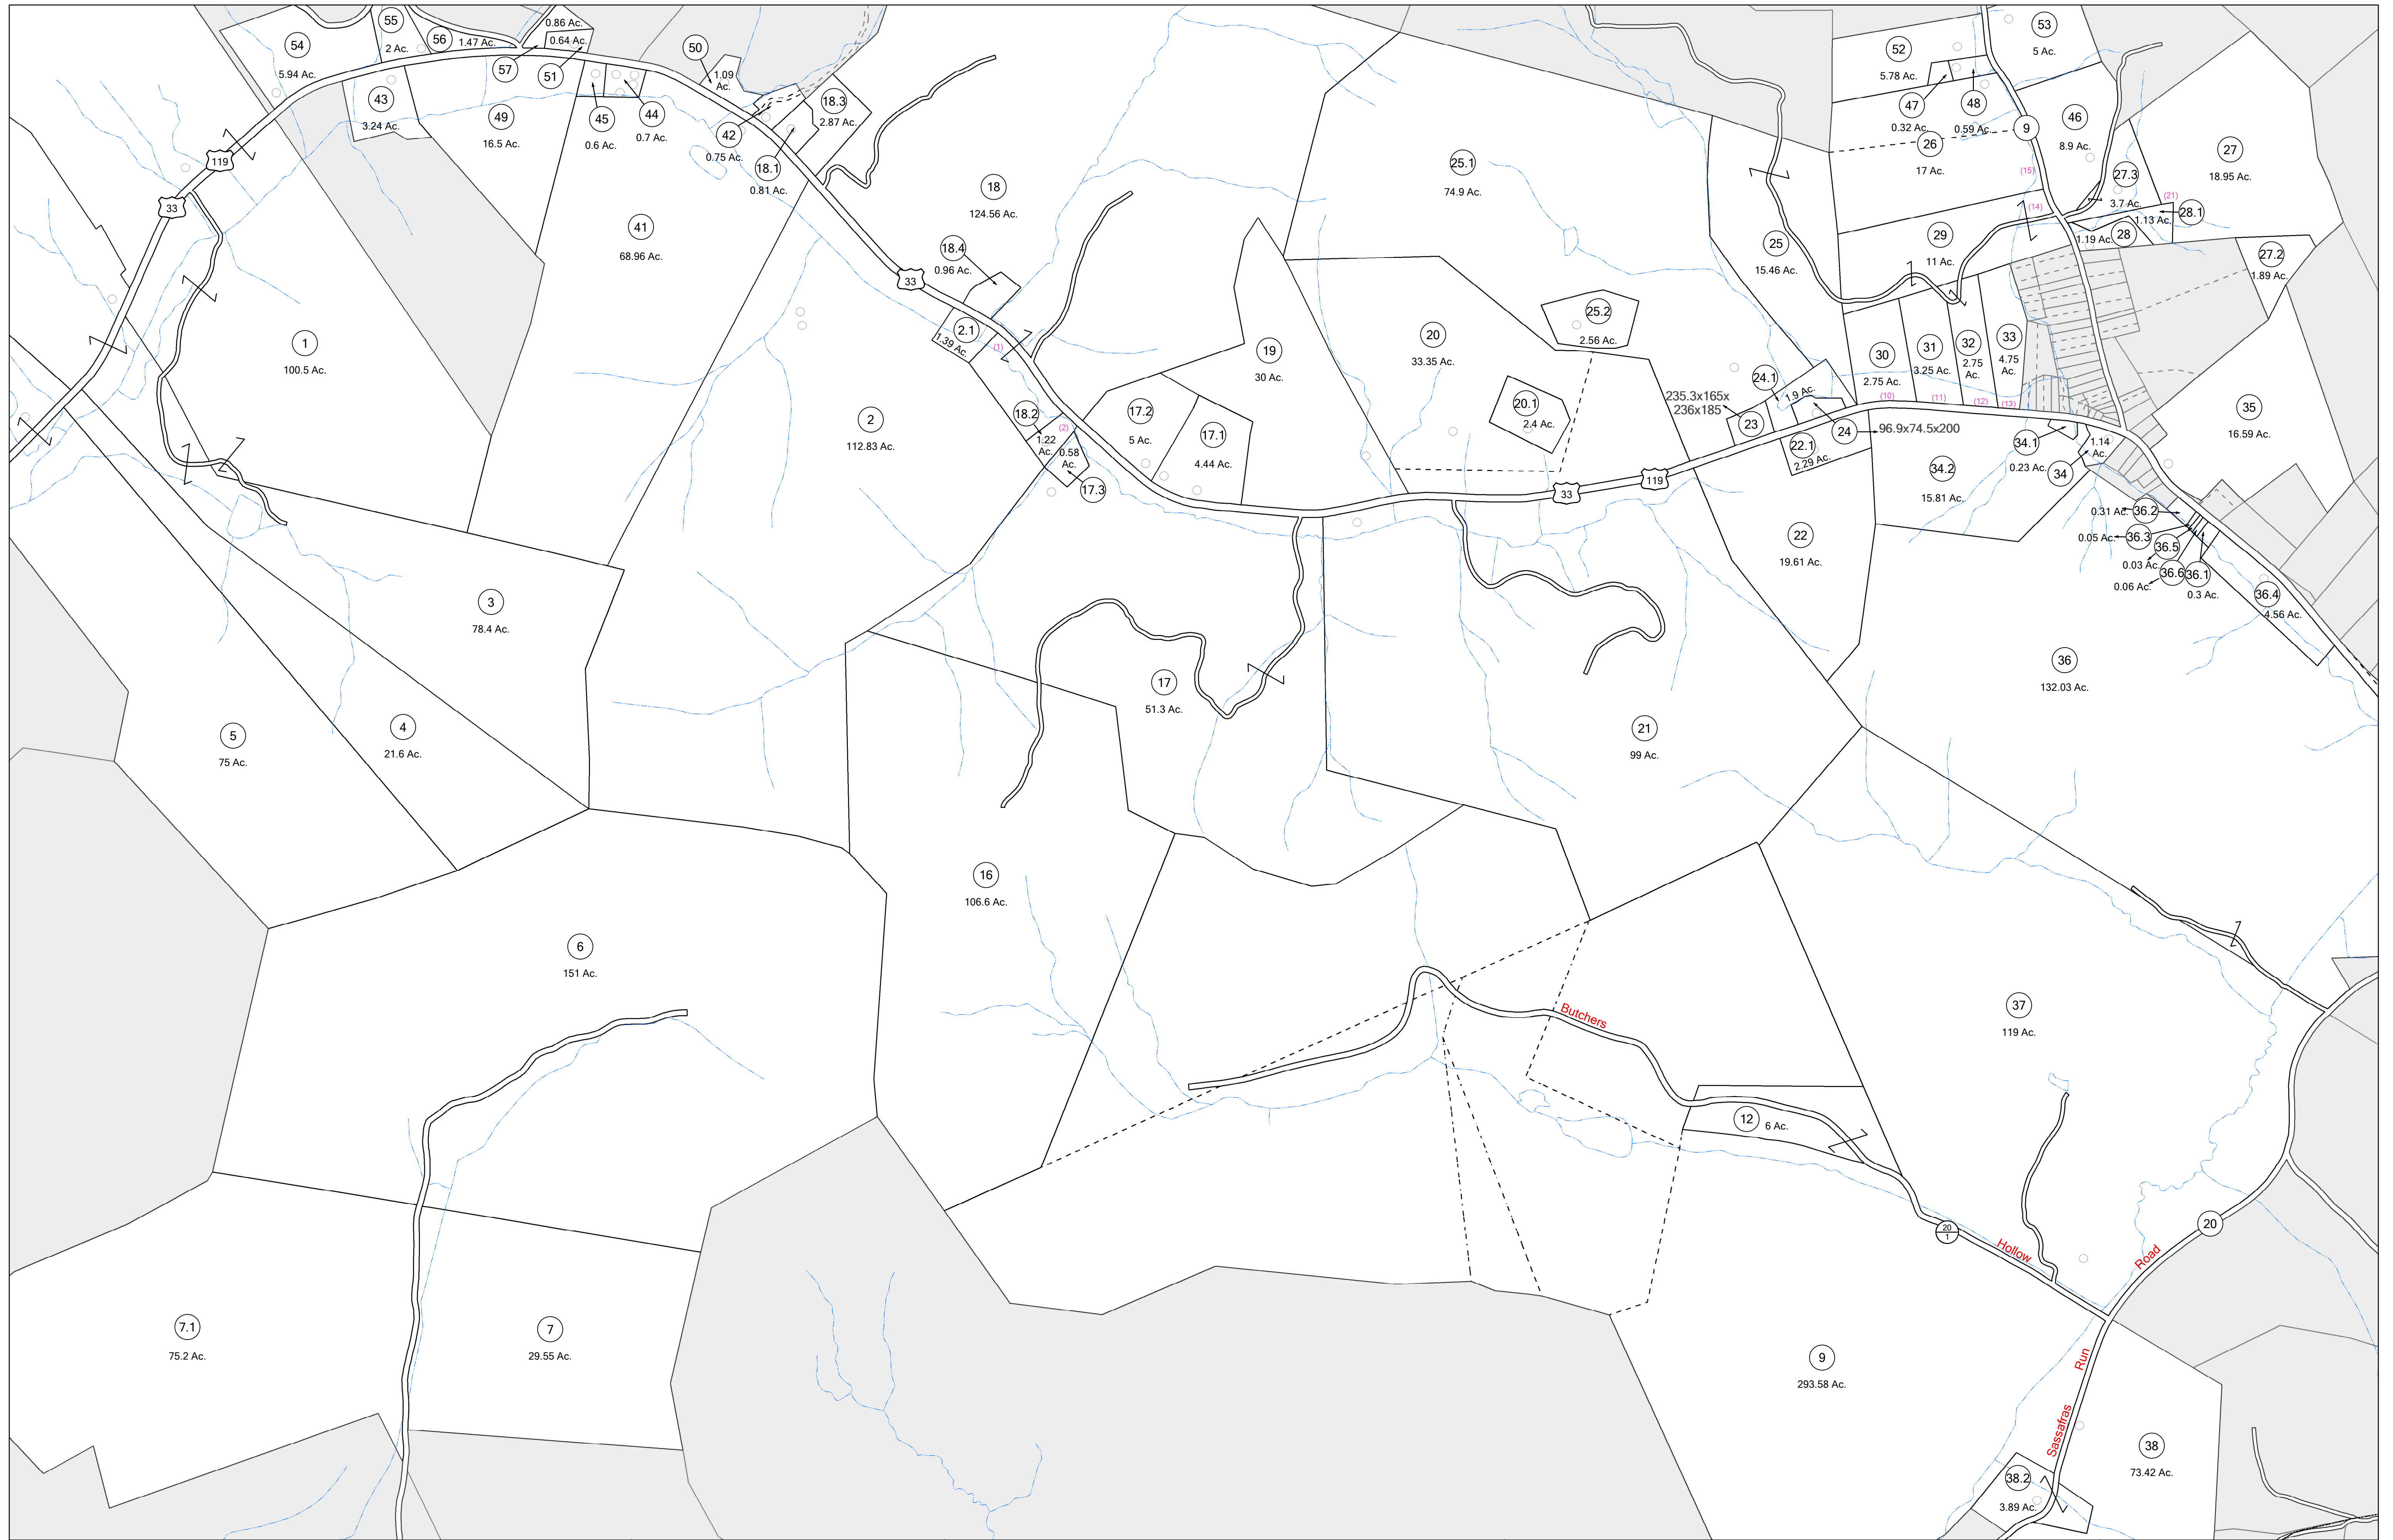 55
2 Ac.
56
1.47 Ac.
0.86 Ac.
0.64 Ac.
57
51
54
5.94 Ac.
43
3.24 Ac.
49
16.5 Ac.
45
0.6 Ac.
44
0.7 Ac.
50
1.09
Ac.
42
0.75 Ac.
18.3
2.87 Ac.
18.1
0.81 Ac.
119
33
41
68.96 Ac.
1
100.5 Ac.
18
124.56 Ac.
18.4
0.96 Ac.
33
2.1
1.39 Ac.
(1)
2
112.83 Ac.
18.2
1.22
Ac.
(2)
0.58
Ac.
17.3
17.2
5 Ac.
17.1
4.44 Ac.
19
30 Ac.
20
33.35 Ac.
20.1
2.4 Ac.
25.1
74.9 Ac.
25.2
2.56 Ac.
25
15.46 Ac.
235.3x165x
236x185
23
24.1
1.9 Ac.
24
96.9x74.5x200
22.1
2.29 Ac.
33
119
22
19.61 Ac.
52
5.78 Ac.
53
5 Ac.
47
0.32 Ac.
48
0.59 Ac.
9
46
8.9 Ac.
26
17 Ac.
(15)
(14)
27
18.95 Ac.
27.3
3.7 Ac.
(21)
28.1
1.13 Ac.
28
1.19 Ac.
29
11 Ac.
27.2
1.89 Ac.
30
2.75 Ac.
31
3.25 Ac.
32
2.75
Ac.
33
4.75
Ac.
(10)
(11)
(12)
(13)
35
16.59 Ac.
34.2
15.81 Ac.
34.1
0.23 Ac.
34
1.14
Ac.
36.2
0.31 Ac.
36.3
0.05 Ac.
36.5
0.03 Ac.
36.6
0.06 Ac.
36.1
0.3 Ac.
36.4
4.56 Ac.
36
132.03 Ac.
3
78.4 Ac.
4
21.6 Ac.
5
75 Ac.
17
51.3 Ac.
21
99 Ac.
16
106.6 Ac.
6
151 Ac.
37
119 Ac.
Butchers
12
6 Ac.
20
1
Hollow
Road
20
7.1
75.2 Ac.
7
29.55 Ac.
9
293.58 Ac.
Run
Sassafras
38
73.42 Ac.
38.2
3.89 Ac.